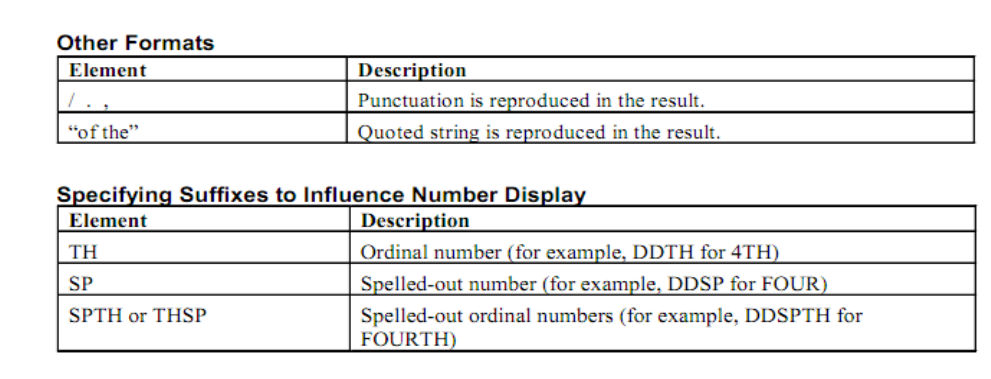 Other Formats
Element Description
/ . , Punctuation is reproduced in the result.
“of the” Quoted string is reproduced in the result.
Specifying Suffixes to Influence Number Display
Element Description
TH Ordinal number (for example, DDTH for 4TH)
SP Spelled-out number (for example, DDSP for FOUR)
SPTH or THSP Spelled-out ordinal numbers (for example, DDSPTH for
FOURTH)